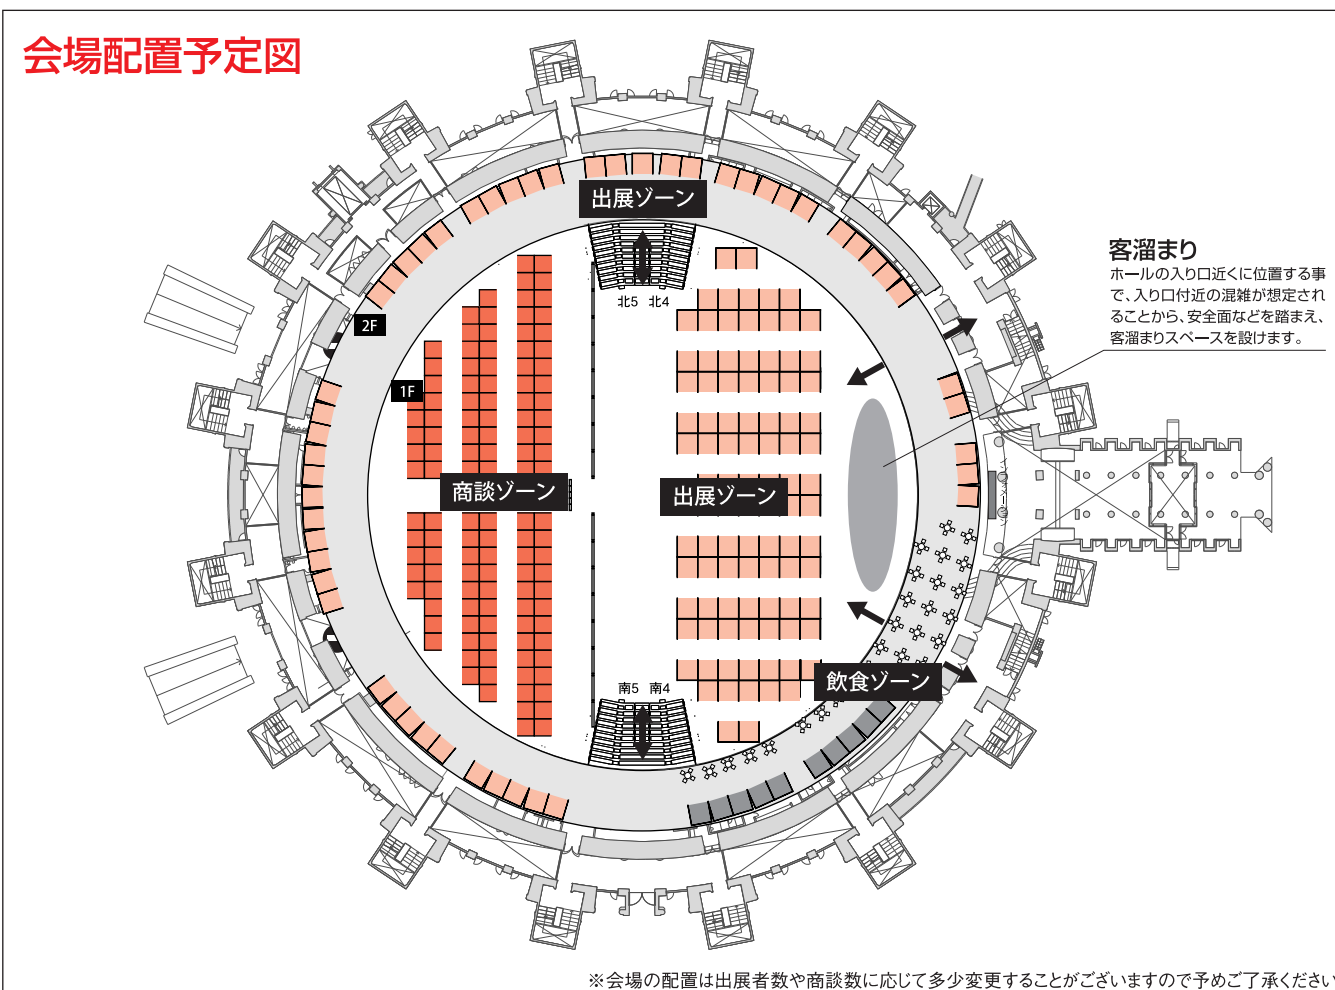 会場配置予定図
出展ゾーン
客溜まり
ホールの入り口近くに位置する事
で、入り口付近の混雑が想定され
ることから、安全面などを踏まえ、
客溜まりスペースを設けます。
北5 北4
2F
1F
商談ゾーン
出展ゾーン
南5 南4
飲食ゾーン
※会場の配置は出展者数や商談数に応じて多少変更することがございますので予めご了承ください